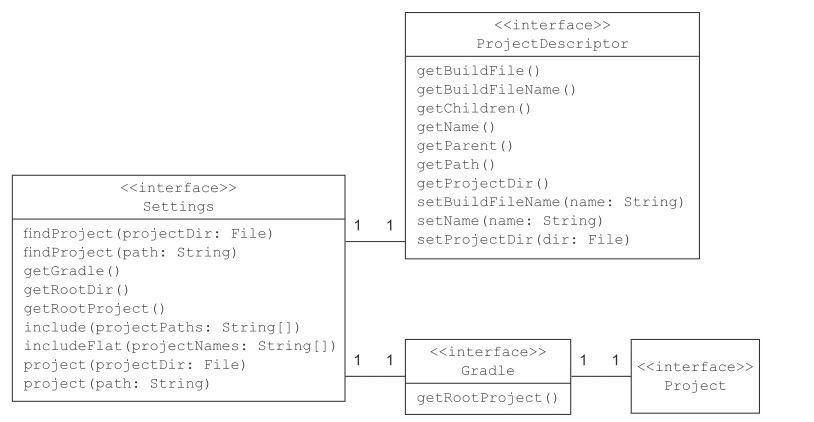 <<interface>>
ProjectDescriptor
getBuildFile()
getBuildFileName()
getChildren()
getName()
getParent()
getPath()
getProjectDir()
setBuildFileName(name: String)
setName(name: String)
setProjectDir(dir: File)
<<interface>>
Settings
findProject(projectDir: File)
findProject(path: String)
getGradle()
getRootDir()
getRootProject()
include(projectPaths: String[])
includeFlat(projectNames: String[])
project(projectDir: File)
project(path: String)
1 1
1 1
<<interface>>
Gradle
getRootProject()
1 1
<<interface>>
Project